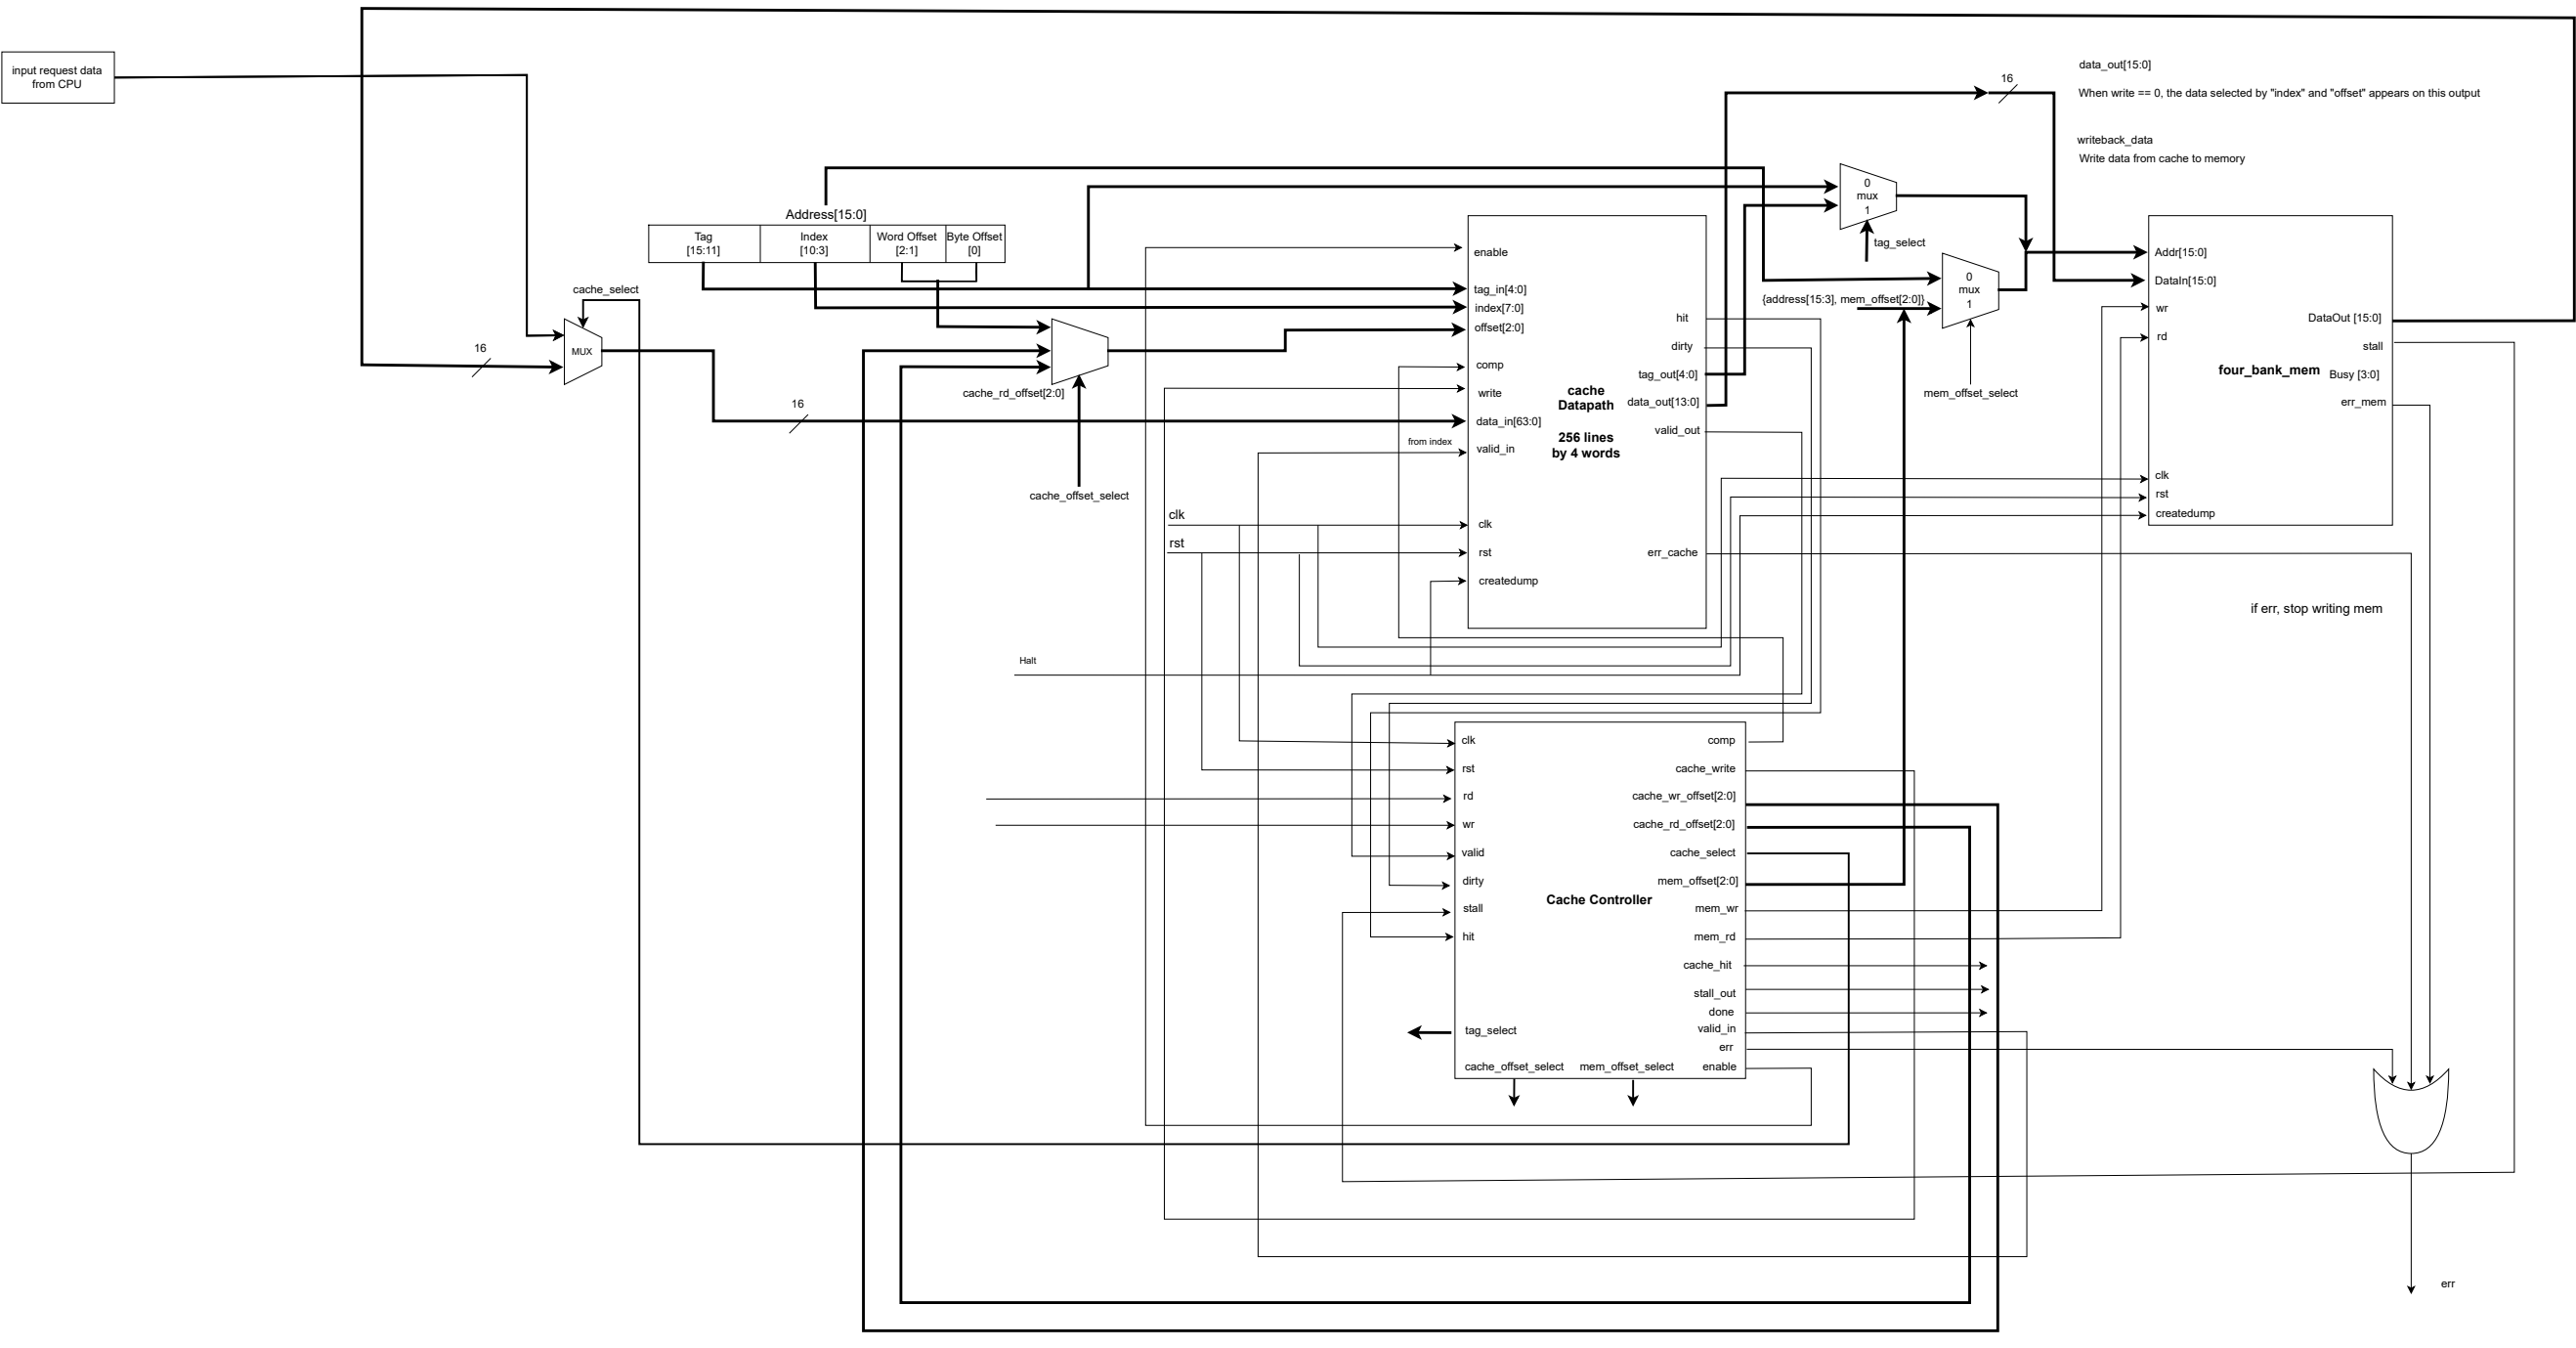 input request data
from CPU
data_out[15:0]
16
When write == 0, the data selected by "index" and "offset" appears on this output
writeback_data
Write data from cache to memory
Address[15:0]
Tag
[15:11]
Index
[10:3]
Word Offset
[2:1]
Byte Offset
[0]
0
mux
1
tag_select
0
mux
1
{address[15:3], mem_offset[2:0]}
mem_offset_select
cache_select
MUX
16
16
cache_rd_offset[2:0]
cache_offset_select
enable
tag_in[4:0]
index[7:0]
offset[2:0]
comp
write
data_in[63:0]
from index
valid_in
clk
clk
rst
rst
createdump
cache
Datapath
256 lines
by 4 words
hit
dirty
tag_out[4:0]
data_out[13:0]
valid_out
err_cache
Addr[15:0]
DataIn[15:0]
wr
rd
DataOut [15:0]
stall
four_bank_mem
Busy [3:0]
err_mem
clk
rst
createdump
if err, stop writing mem
Halt
clk
rst
rd
wr
valid
dirty
stall
hit
tag_select
Cache Controller
comp
cache_write
cache_wr_offset[2:0]
cache_rd_offset[2:0]
cache_select
mem_offset[2:0]
mem_wr
mem_rd
cache_hit
stall_out
done
valid_in
err
enable
cache_offset_select
mem_offset_select
err